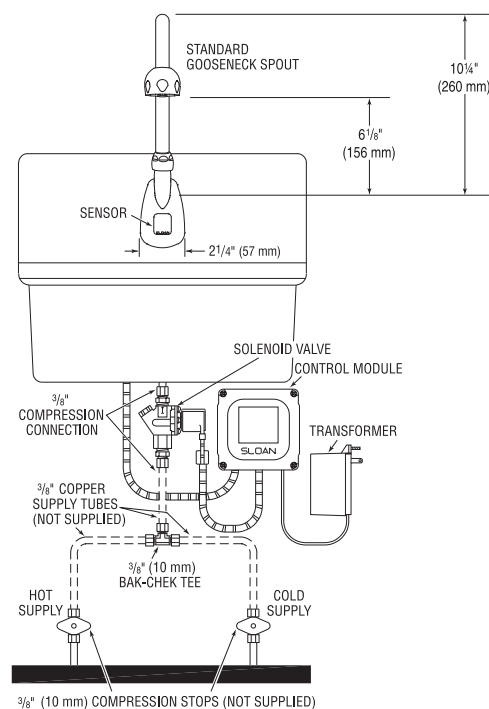 STANDARD
GOOSENECK SPOUT
10¼"
(260 mm)
6⅛"
(156 mm)
SENSOR
SLOAN
21/4" (57 mm)
SOLENOID VALVE
CONTROL MODULE
3/8"
COMPRESSION
CONNECTION
TRANSFORMER
SLOAN
3/8" COPPER
SUPPLY TUBES
(NOT SUPPLIED)
3/8" (10 mm)
BAK-CHEK TEE
HOT
SUPPLY
COLD
SUPPLY
3/8" (10 mm) COMPRESSION STOPS (NOT SUPPLIED)